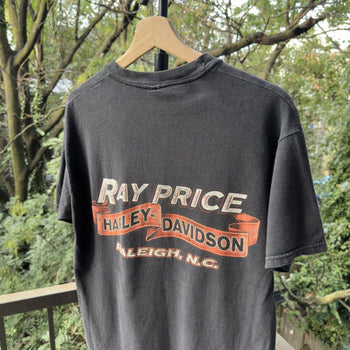 RAY PRICE
HARLEY-DAVIDSON
RALEIGH, N.C.